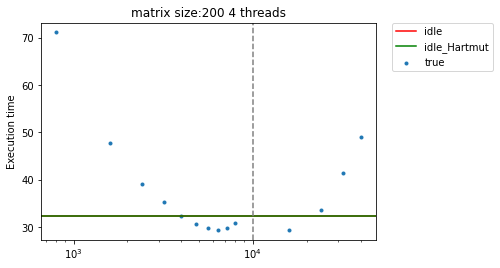 matrix size:200 4 threads
idle
idle_Hartmut
true
Execution time
70
60
50
40
30
10³
10⁴